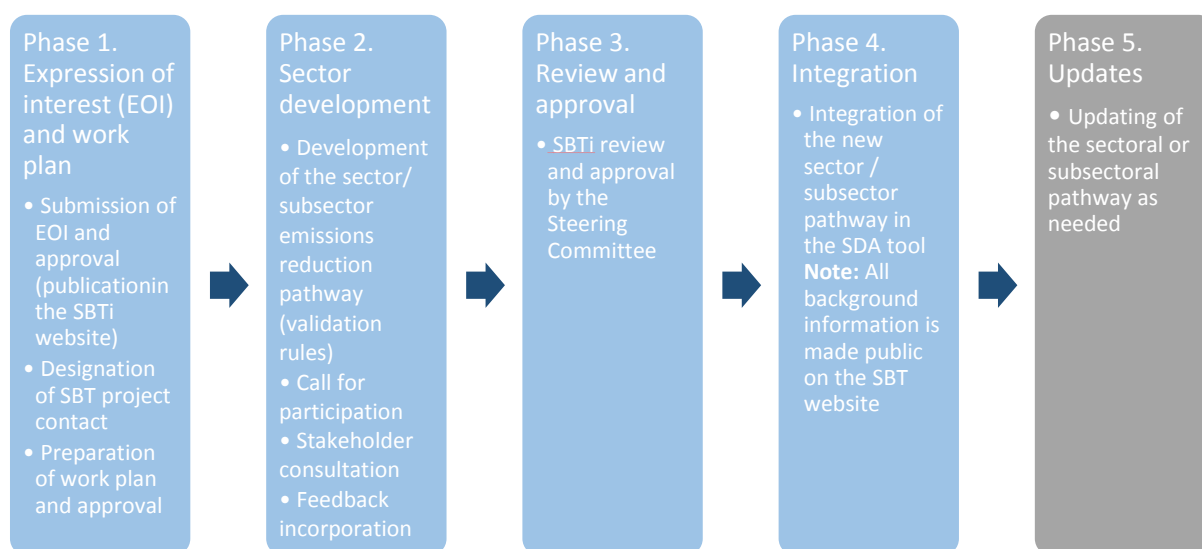 Phase 1.
Expression of
interest (EOI)
and work
plan
• Submission of
EOI and
approval
(publicationin
the SBTi
website)
• Designation
of SBT project
contact
• Preparation
of work plan
and approval
Phase 2.
Sector
development
• Development
of the sector/
subsector
emissions
reduction
pathway
(validation
rules)
• Call for
participation
• Stakeholder
consultation
• Feedback
incorporation
Phase 3.
Review and
approval
• SBTi review
and approval
by the
Steering
Committee
Phase 4.
Integration
• Integration of
the new
sector /
subsector
pathway in
the SDA tool
Note: All
background
information is
made public
on the SBT
website
Phase 5.
Updates
• Updating of
the sectoral or
subsectoral
pathway as
needed